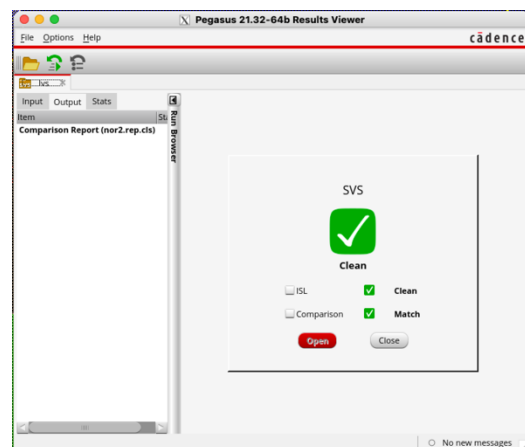 Pegasus 21.32-64b Results Viewer
File Options Help
cādence
lvs
Input Output Stats
Item
Comparison Report (nor2.rep.cls)
Run Browser
SVS
Clean
ISL Clean
Comparison Match
Open Close
No new messages